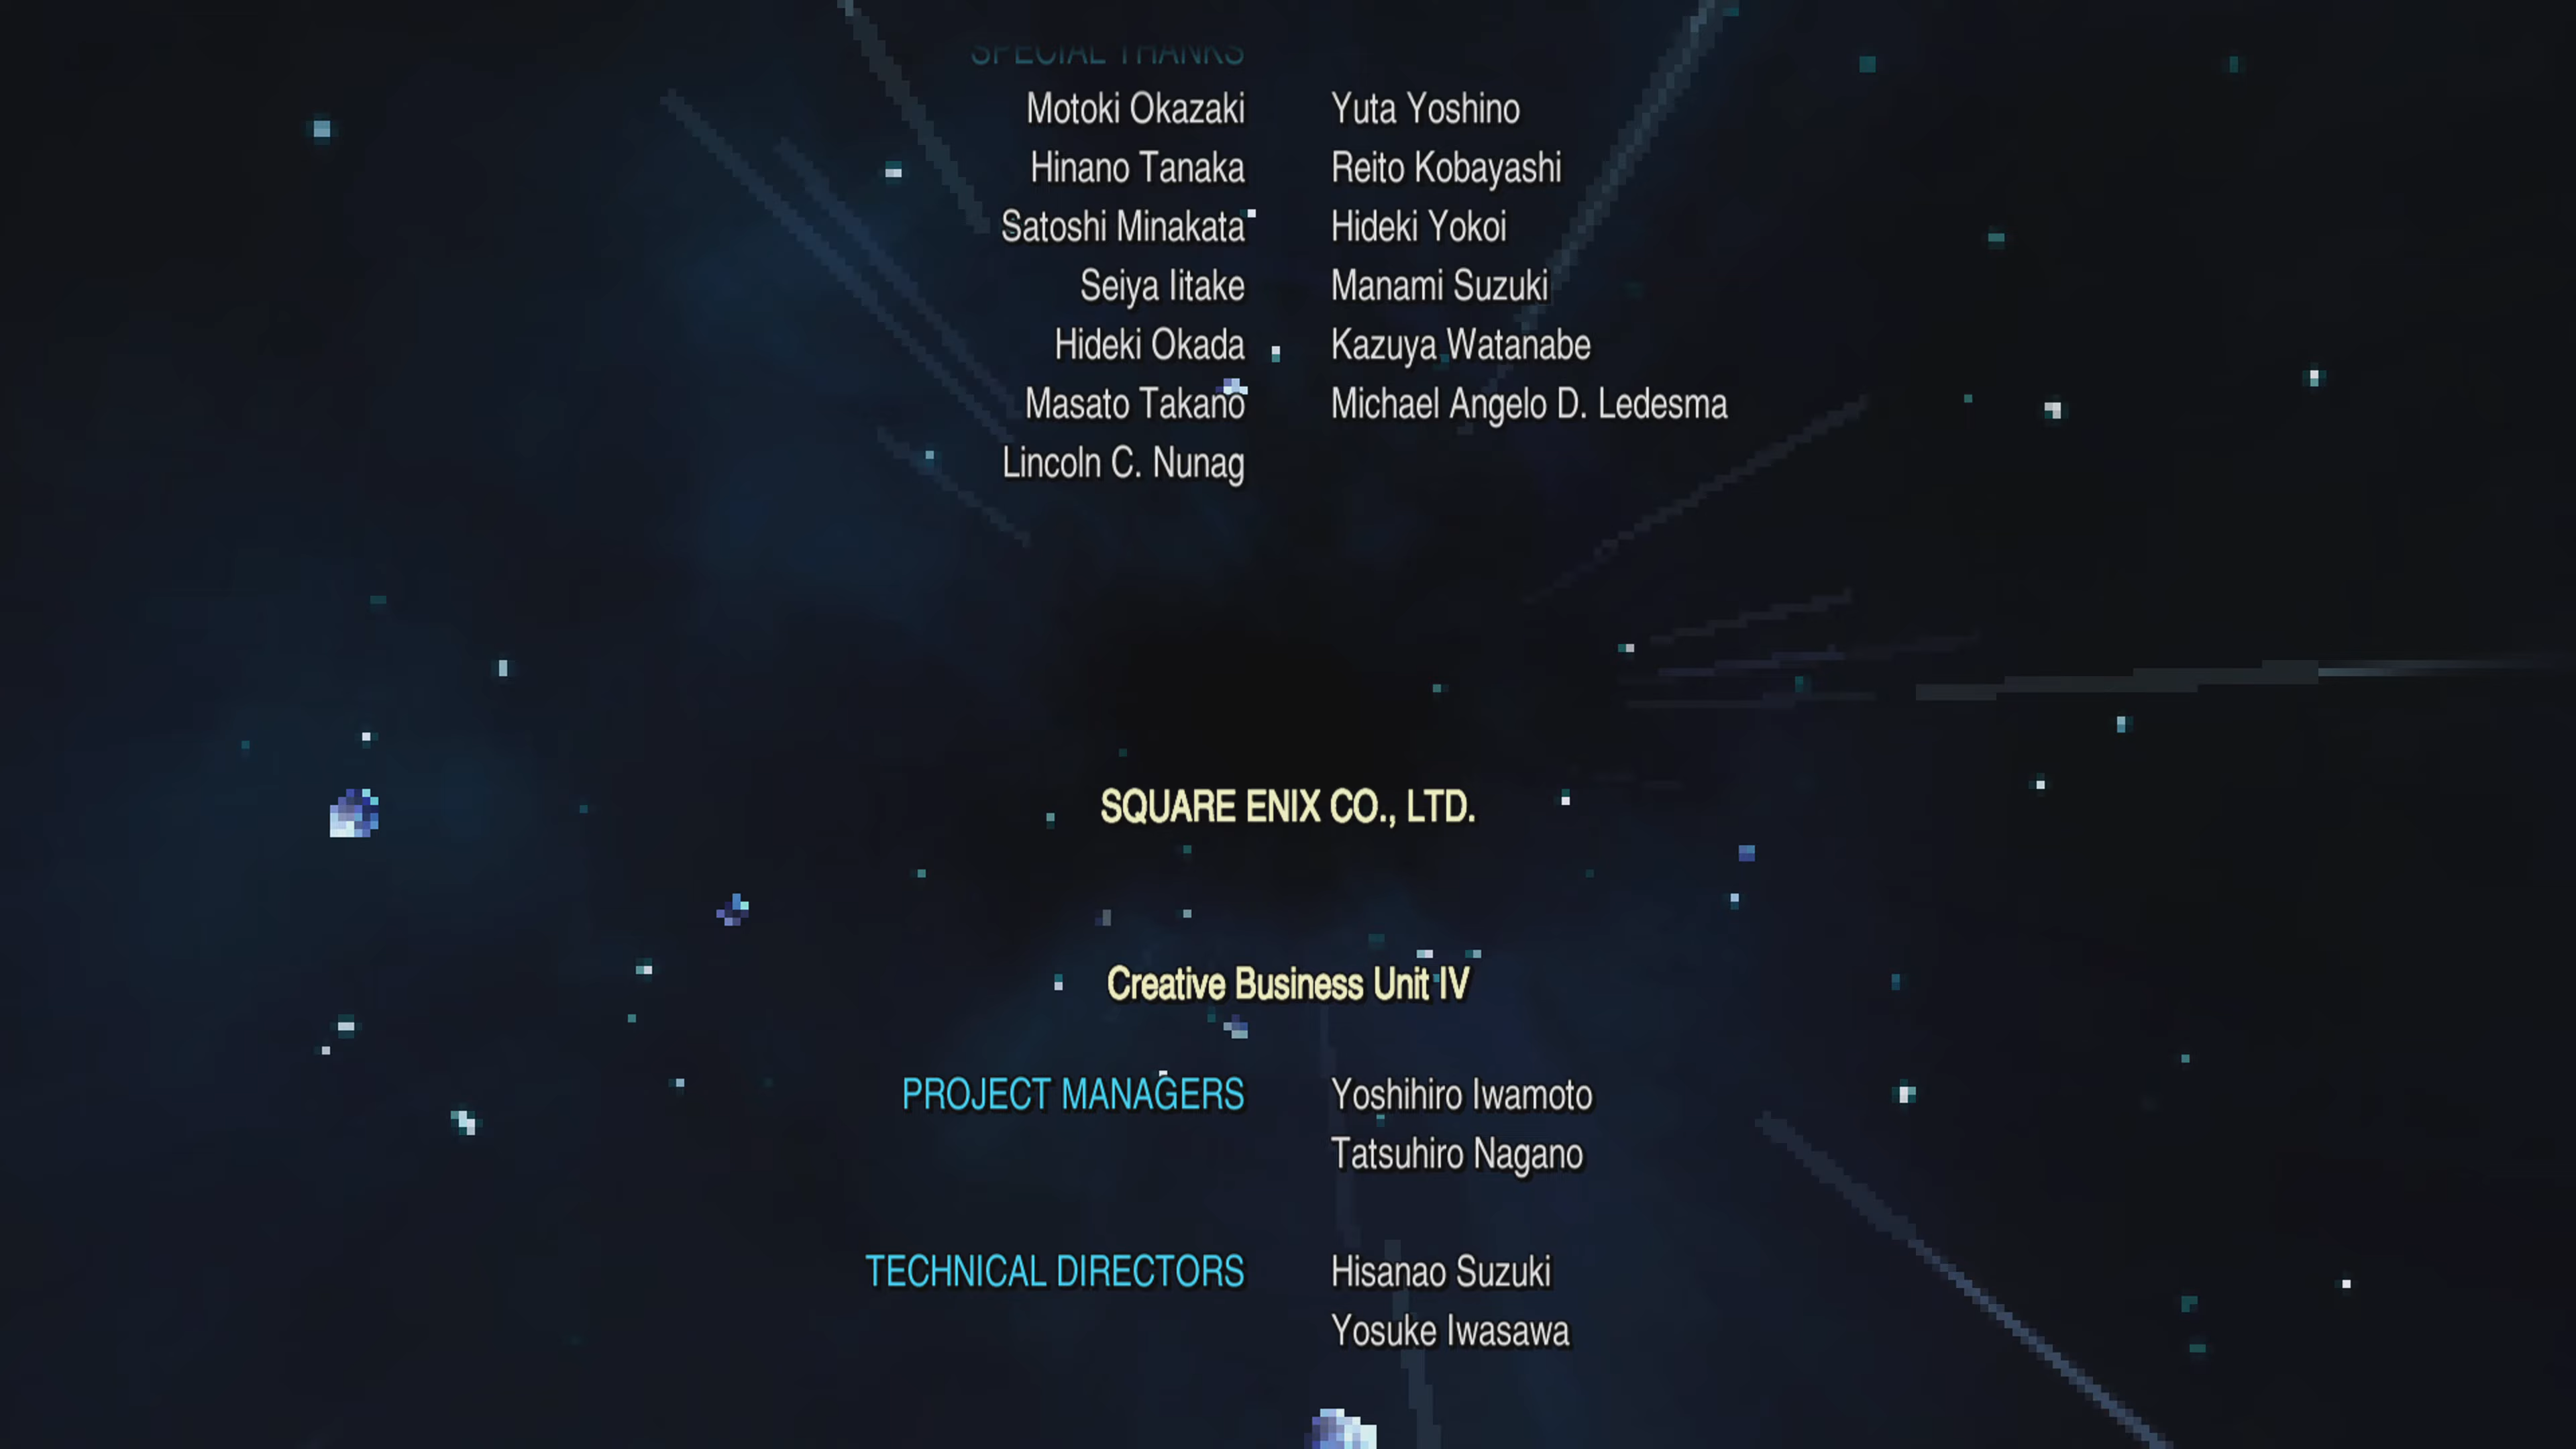 SPECIAL THANKS
Motoki Okazaki Yuta Yoshino
Hinano Tanaka Reito Kobayashi
Satoshi Minakata Hideki Yokoi
Seiya Iitake Manami Suzuki
Hideki Okada Kazuya Watanabe
Masato Takano Michael Angelo D. Ledesma
Lincoln C. Nunag
SQUARE ENIX CO., LTD.
Creative Business Unit IV
PROJECT MANAGERS Yoshihiro Iwamoto
Tatsuhiro Nagano
TECHNICAL DIRECTORS Hisanao Suzuki
Yosuke Iwasawa